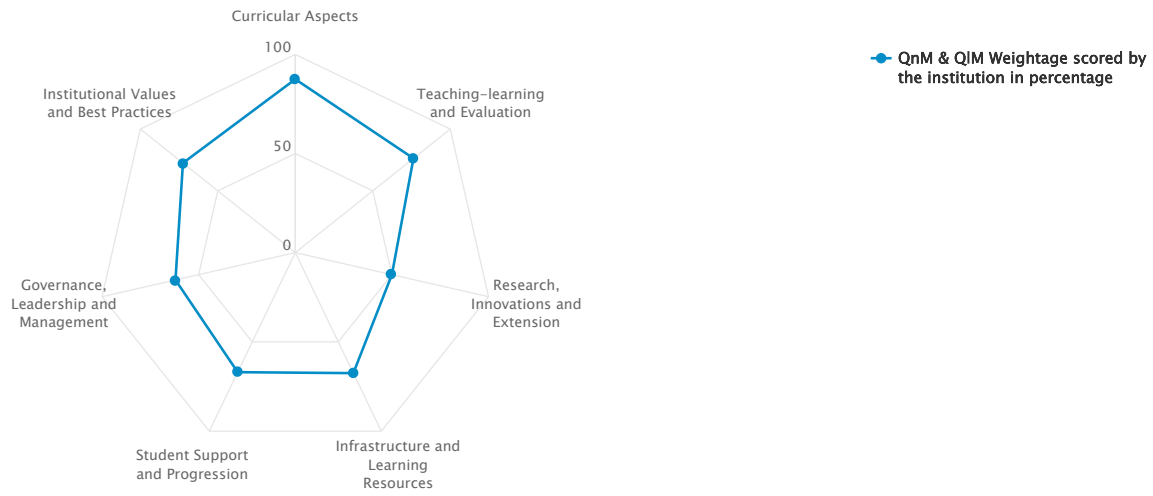 Curricular Aspects
100
QnM & QlM Weightage scored by
the institution in percentage
Institutional Values
and Best Practices
Teaching-learning
and Evaluation
50
0
Governance,
Leadership and
Management
Research,
Innovations and
Extension
Student Support
and Progression
Infrastructure and
Learning
Resources